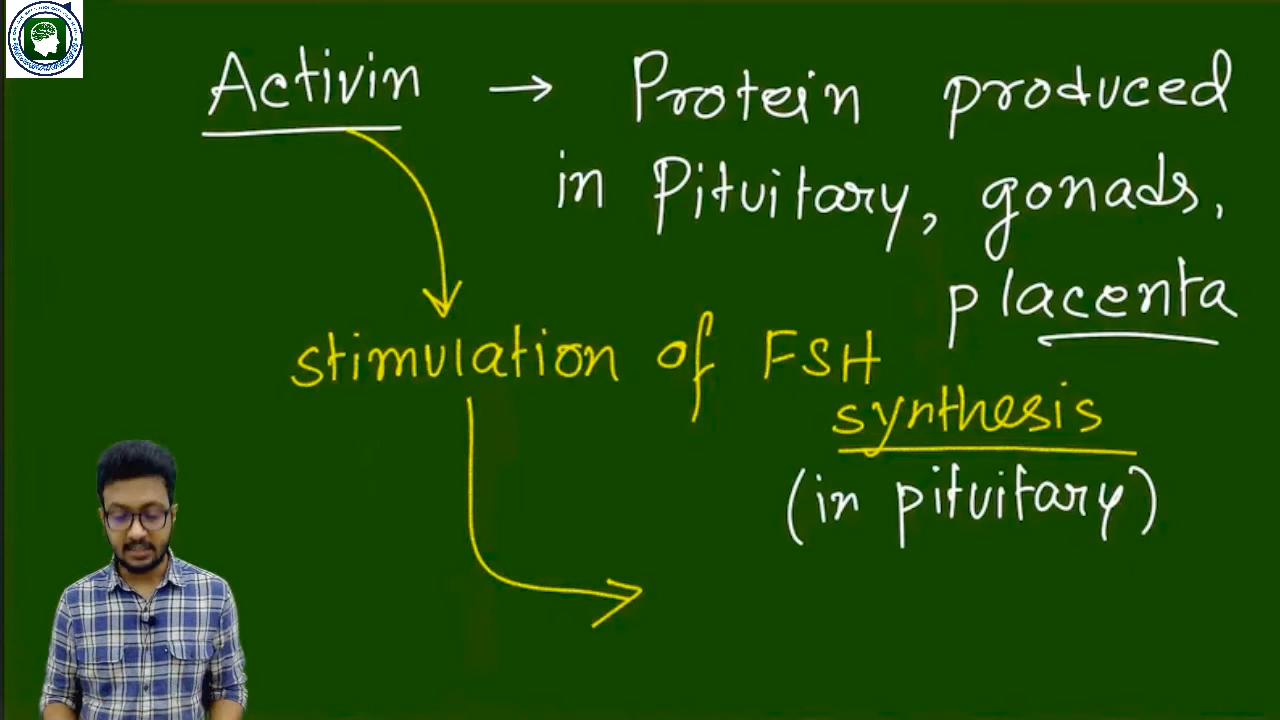 Activin → Protein produced
in Pituitary, gonads,
placenta
stimulation of FSH
synthesis
(in pituitary)